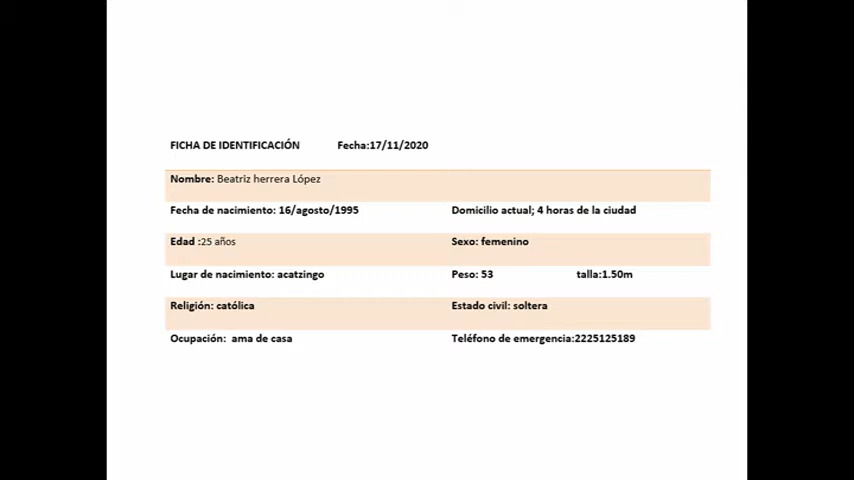 FICHA DE IDENTIFICACIÓN Fecha:17/11/2020
Nombre: Beatriz herrera López
Fecha de nacimiento: 16/agosto/1995 Domicilio actual; 4 horas de la ciudad
Edad :25 años Sexo: femenino
Lugar de nacimiento: acatzingo Peso: 53 talla:1.50m
Religión: católica Estado civil: soltera
Ocupación: ama de casa Teléfono de emergencia:2225125189